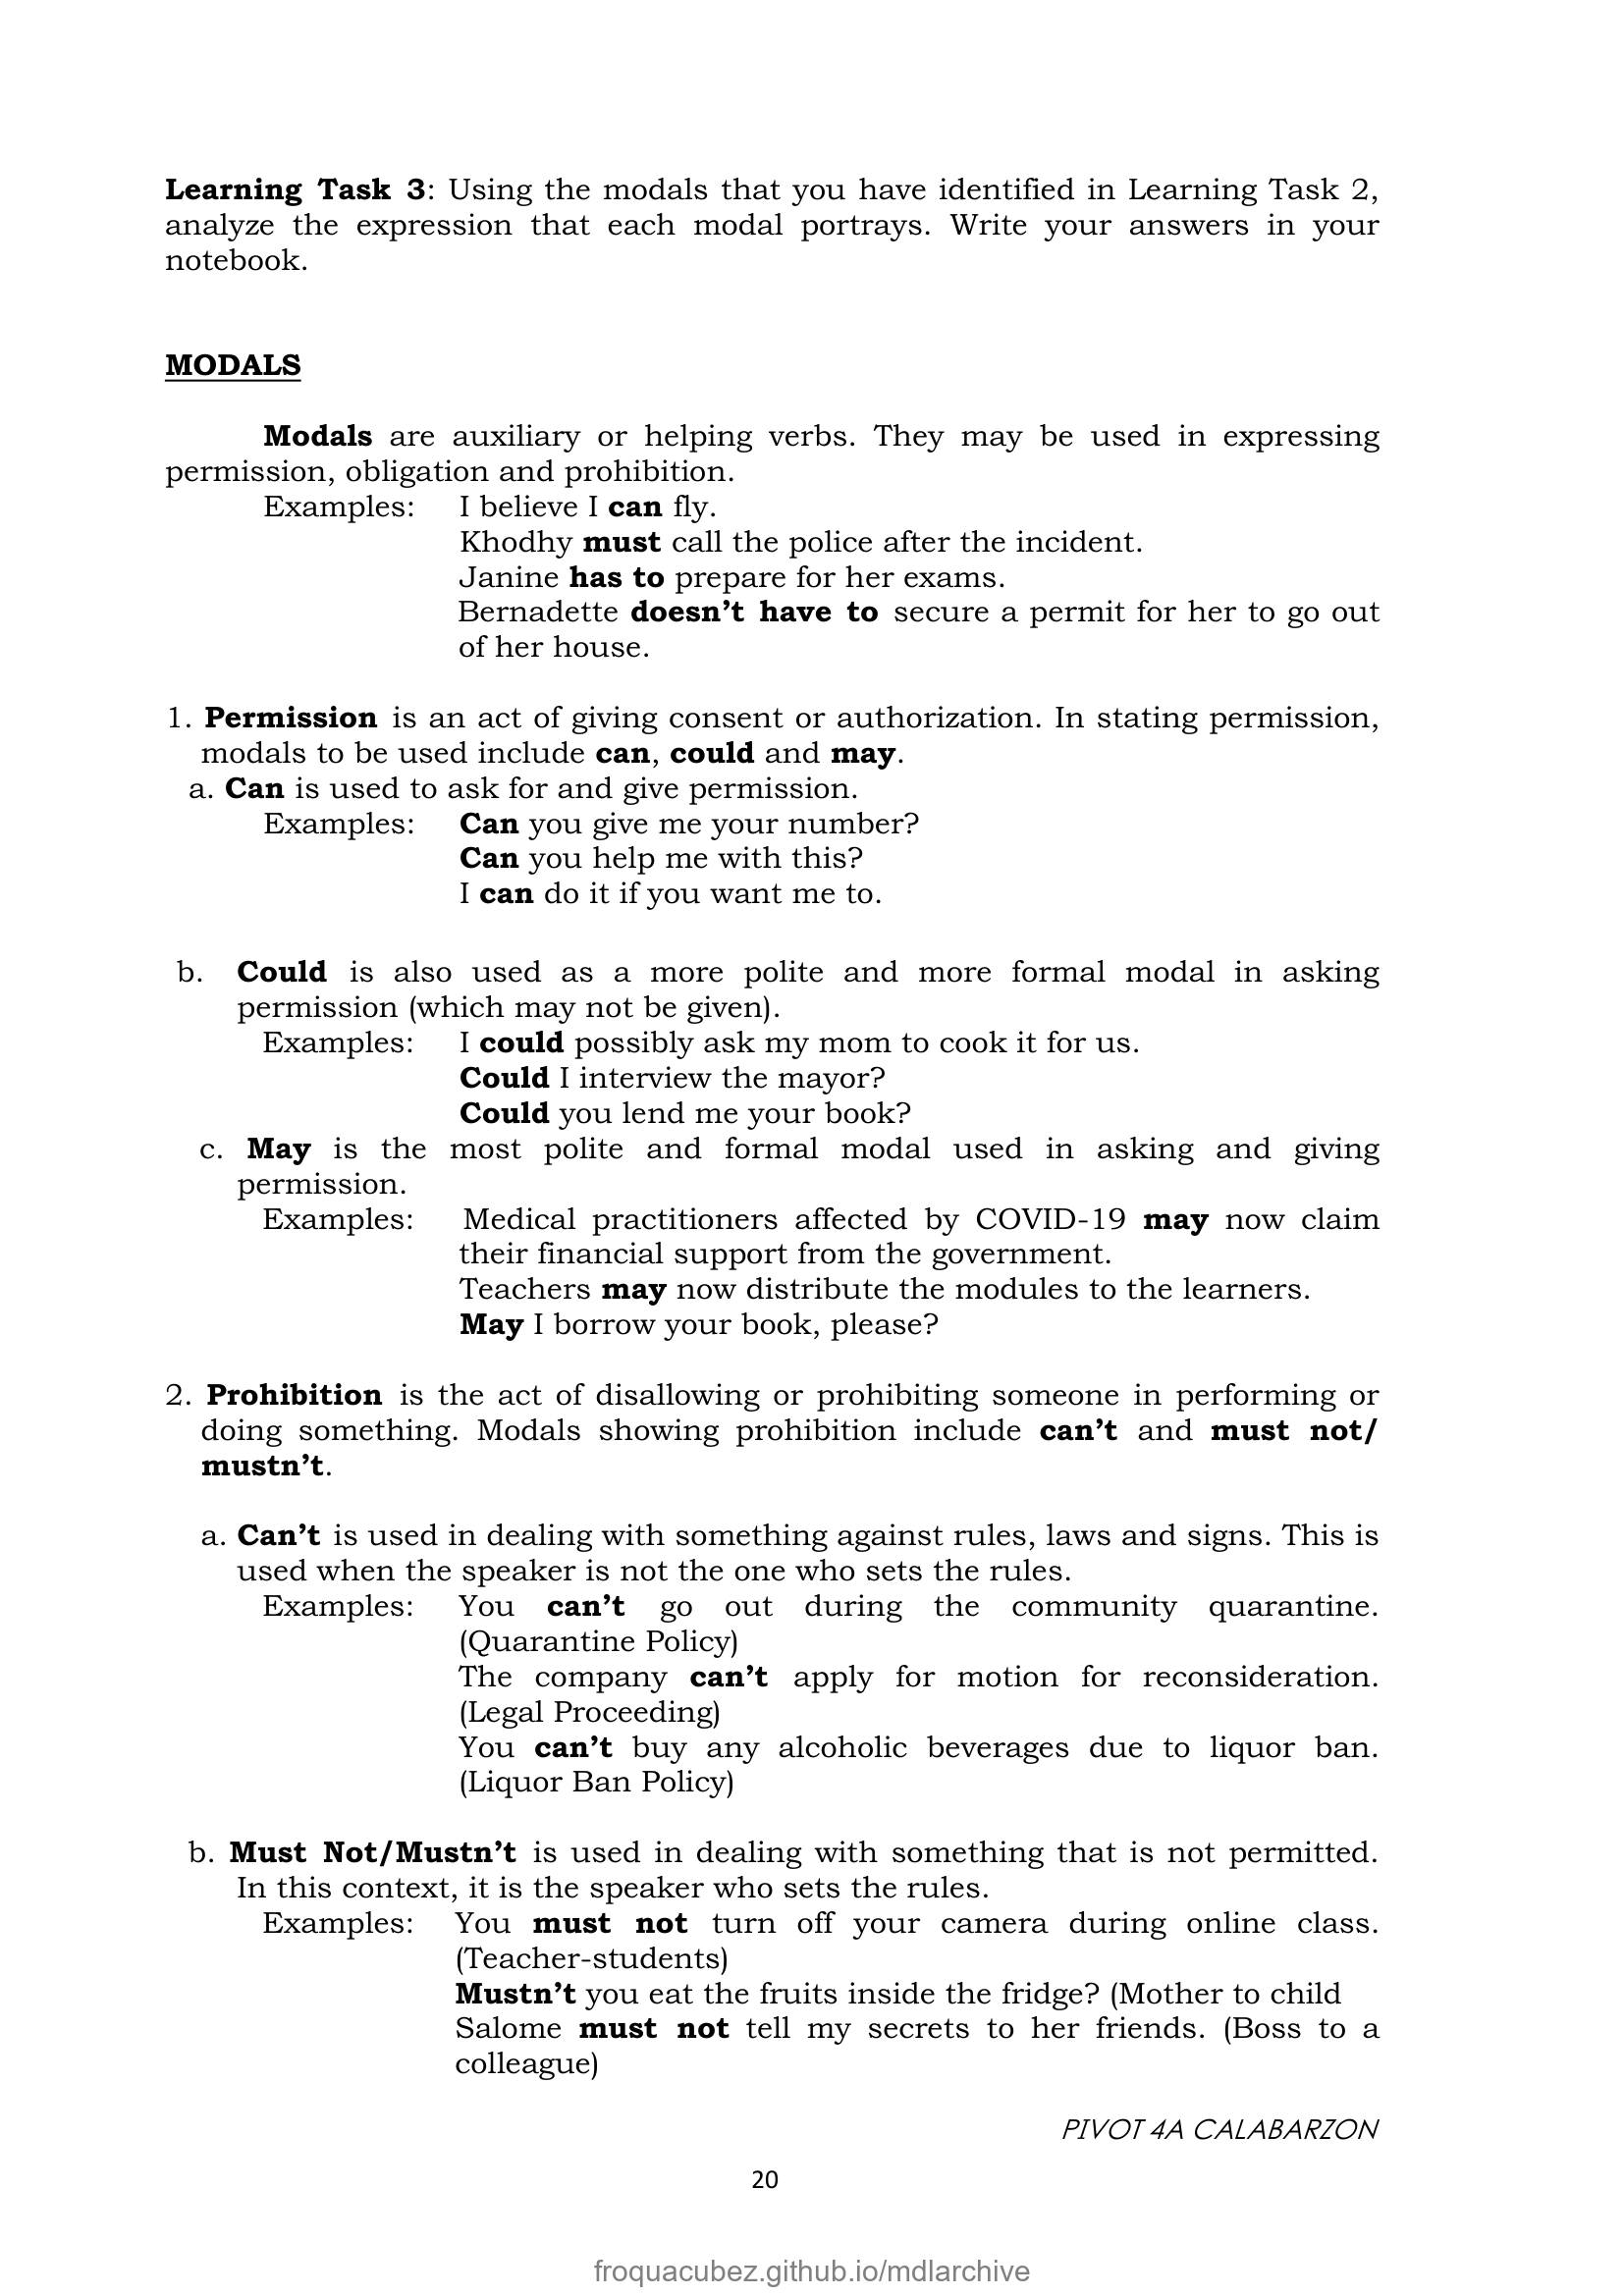 Learning Task 3: Using the modals that you have identified in Learning Task 2,
analyze the expression that each modal portrays. Write your answers in your
notebook.
MODALS
Modals are auxiliary or helping verbs. They may be used in expressing
permission, obligation and prohibition.
Examples: I believe I can fly.
Khodhy must call the police after the incident.
Janine has to prepare for her exams.
Bernadette doesn’t have to secure a permit for her to go out
of her house.
1. Permission is an act of giving consent or authorization. In stating permission,
modals to be used include can, could and may.
a. Can is used to ask for and give permission.
Examples: Can you give me your number?
Can you help me with this?
I can do it if you want me to.
b. Could is also used as a more polite and more formal modal in asking
permission (which may not be given).
Examples: I could possibly ask my mom to cook it for us.
Could I interview the mayor?
Could you lend me your book?
c. May is the most polite and formal modal used in asking and giving
permission.
Examples: Medical practitioners affected by COVID-19 may now claim
their financial support from the government.
Teachers may now distribute the modules to the learners.
May I borrow your book, please?
2. Prohibition is the act of disallowing or prohibiting someone in performing or
doing something. Modals showing prohibition include can’t and must not/
mustn’t.
a. Can’t is used in dealing with something against rules, laws and signs. This is
used when the speaker is not the one who sets the rules.
Examples: You can’t go out during the community quarantine.
(Quarantine Policy)
The company can’t apply for motion for reconsideration.
(Legal Proceeding)
You can’t buy any alcoholic beverages due to liquor ban.
(Liquor Ban Policy)
b. Must Not/Mustn’t is used in dealing with something that is not permitted.
In this context, it is the speaker who sets the rules.
Examples: You must not turn off your camera during online class.
(Teacher-students)
Mustn’t you eat the fruits inside the fridge? (Mother to child
Salome must not tell my secrets to her friends. (Boss to a
colleague)
PIVOT 4A CALABARZON
20
froquacubez.github.io/mdlarchive